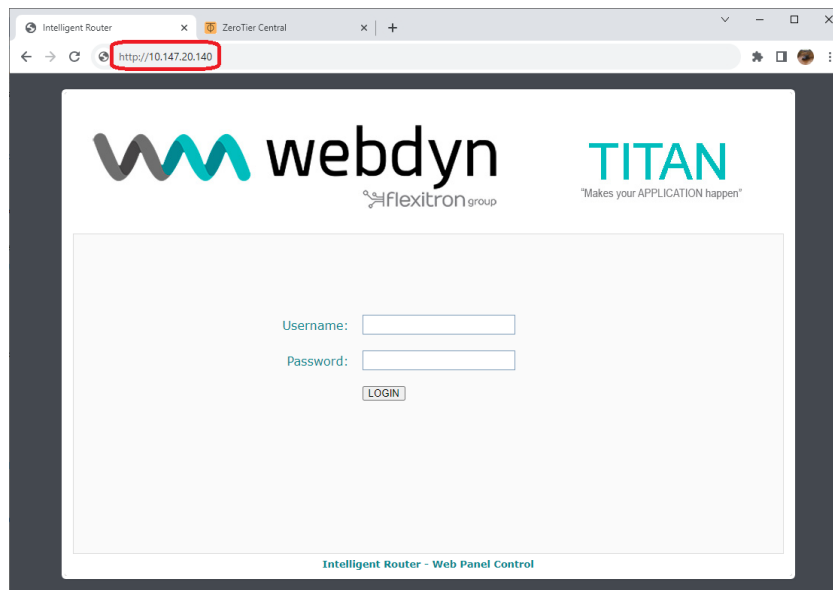 Intelligent Router
ZeroTier Central
http://10.147.20.140
webdyn
flexitron group
TITAN
"Makes your APPLICATION happen"
Username:
Password:
LOGIN
Intelligent Router - Web Panel Control